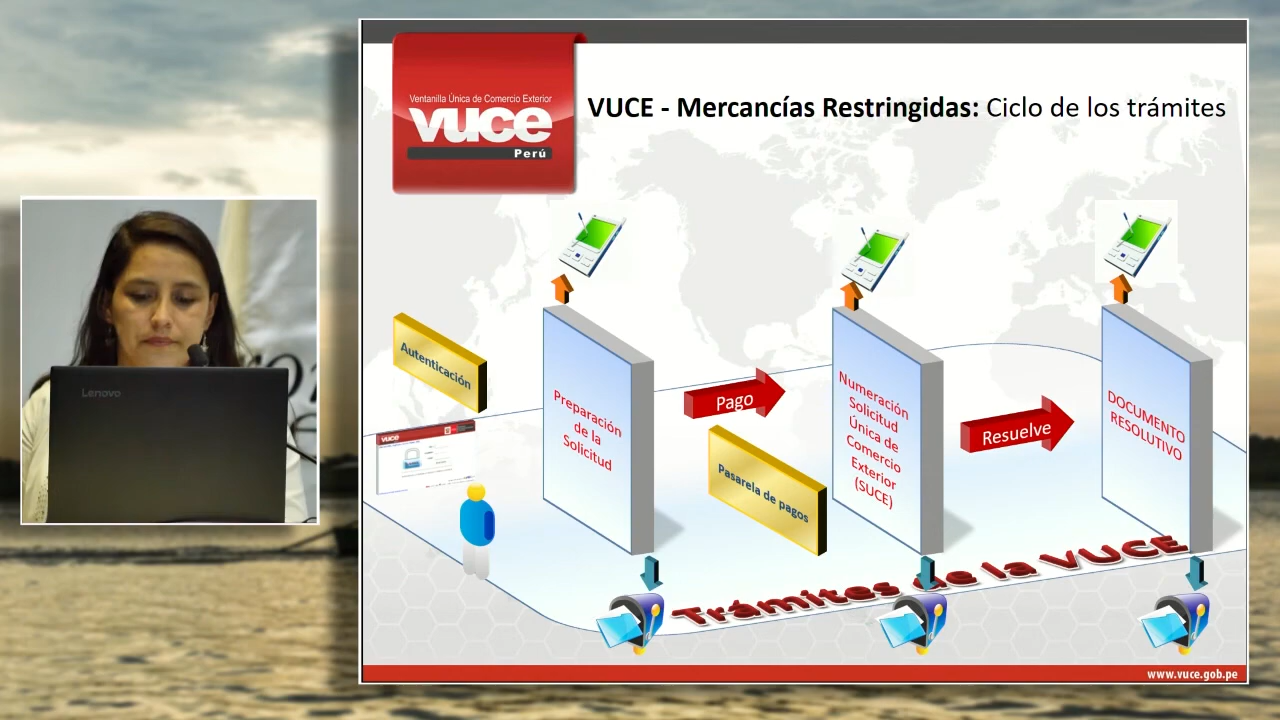 Ventanilla Única de Comercio Exterior
vuce
Perú
VUCE - Mercancías Restringidas: Ciclo de los trámites
Autenticación
vuce
Preparación
de la
Solicitud
Pago
Pasarela de pagos
Numeración
Solicitud
Única de
Comercio
Exterior
(SUCE)
Resuelve
DOCUMENTO
RESOLUTIVO
Trámites de la VUCE
Lenovo
www.vuce.gob.pe